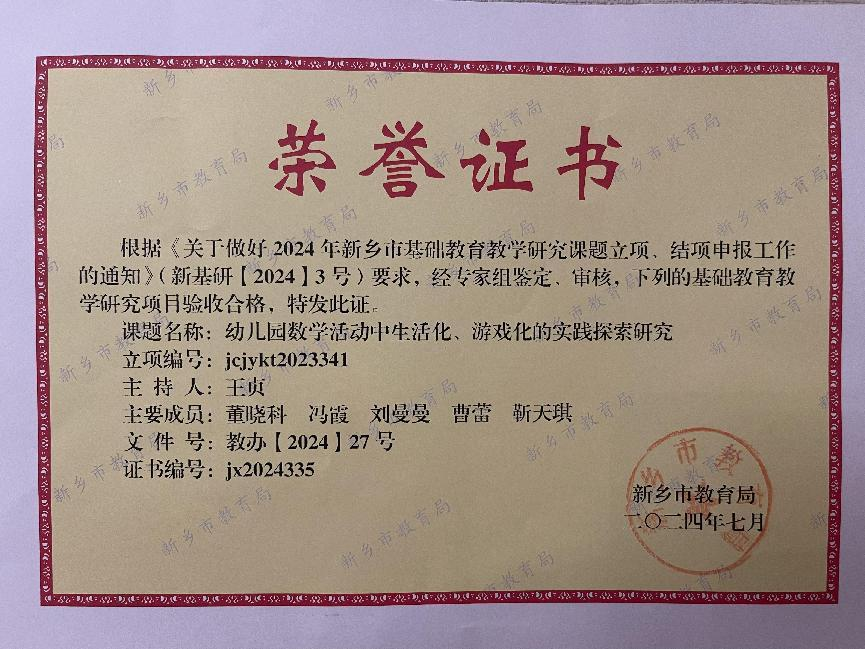 荣誉证书
根据《关于做好2024年新乡市基础教育教学研究课题立项、结项申报工作
的通知》（新基研【2024】3号）要求，经专家组鉴定、审核，下列的基础教育教
学研究项目验收合格，特发此证。
课题名称：幼儿园数学活动中生活化、游戏化的实践探索研究
立项编号：jcjykt2023341
主 持 人：王贞
主要成员：董晓科 冯霞 刘曼曼 曹蕾 靳天琪
文 件 号：教办【2024】27号
证书编号：jx2024335
新乡市教育局
二〇二四年七月